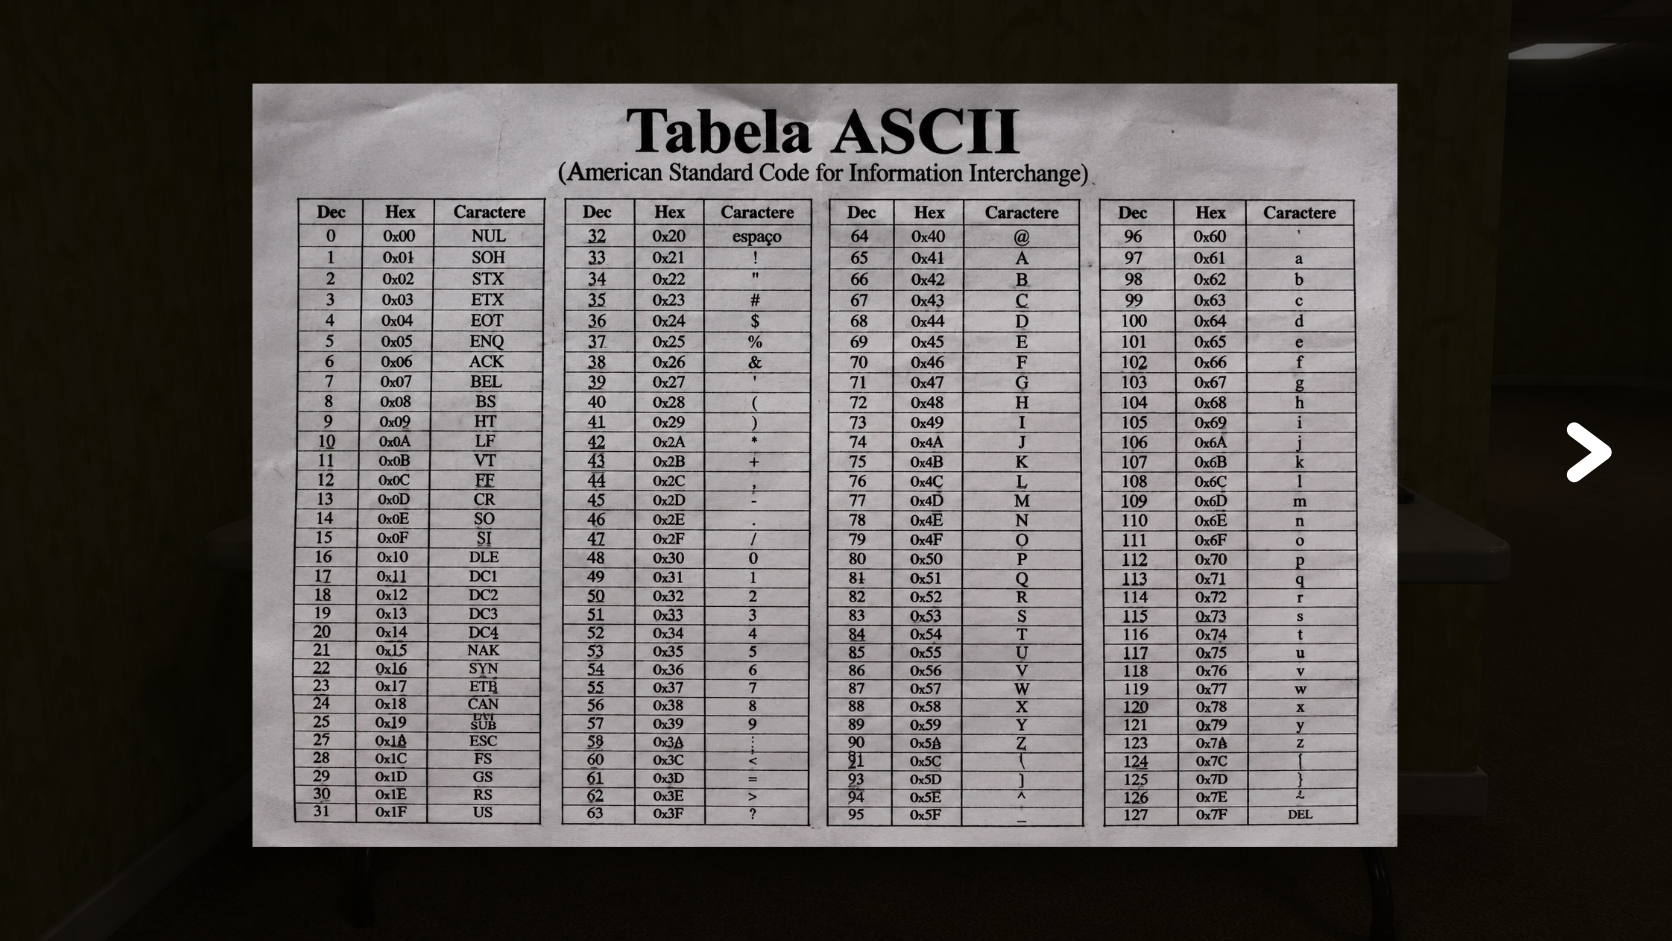 Tabela ASCII
(American Standard Code for Information Interchange)
Dec Hex Caractere Dec Hex Caractere Dec Hex Caractere Dec Hex Caractere
0 0x00 NUL 32 0x20 espaço 64 0x40 @ 96 0x60 '
1 0x01 SOH 33 0x21 ! 65 0x41 A 97 0x61 a
2 0x02 STX 34 0x22 " 66 0x42 B 98 0x62 b
3 0x03 ETX 35 0x23 # 67 0x43 C 99 0x63 c
4 0x04 EOT 36 0x24 $ 68 0x44 D 100 0x64 d
5 0x05 ENQ 37 0x25 % 69 0x45 E 101 0x65 e
6 0x06 ACK 38 0x26 & 70 0x46 F 102 0x66 f
7 0x07 BEL 39 0x27 ' 71 0x47 G 103 0x67 g
8 0x08 BS 40 0x28 ( 72 0x48 H 104 0x68 h
9 0x09 HT 41 0x29 ) 73 0x49 I 105 0x69 i
10 0x0A LF 42 0x2A * 74 0x4A J 106 0x6A j
11 0x0B VT 43 0x2B + 75 0x4B K 107 0x6B k
12 0x0C FF 44 0x2C , 76 0x4C L 108 0x6C l
13 0x0D CR 45 0x2D - 77 0x4D M 109 0x6D m
14 0x0E SO 46 0x2E . 78 0x4E N 110 0x6E n
15 0x0F SI 47 0x2F / 79 0x4F O 111 0x6F o
16 0x10 DLE 48 0x30 0 80 0x50 P 112 0x70 p
17 0x11 DC1 49 0x31 1 81 0x51 Q 113 0x71 q
18 0x12 DC2 50 0x32 2 82 0x52 R 114 0x72 r
19 0x13 DC3 51 0x33 3 83 0x53 S 115 0x73 s
20 0x14 DC4 52 0x34 4 84 0x54 T 116 0x74 t
21 0x15 NAK 53 0x35 5 85 0x55 U 117 0x75 u
22 0x16 SYN 54 0x36 6 86 0x56 V 118 0x76 v
23 0x17 ETB 55 0x37 7 87 0x57 W 119 0x77 w
24 0x18 CAN 56 0x38 8 88 0x58 X 120 0x78 x
25 0x19 SUB 57 0x39 9 89 0x59 Y 121 0x79 y
27 0x1A ESC 58 0x3A 90 0x5A Z 123 0x7A z
28 0x1C FS 60 0x3C < 0x5C 124 0x7C {
29 0x1D GS 61 0x3D = 93 0x5D ] 125 0x7D }
30 0x1E RS 62 0x3E > 94 0x5E ^ 126 0x7E
31 0x1F US 63 0x3F ? 95 0x5F _ 127 0x7F DEL